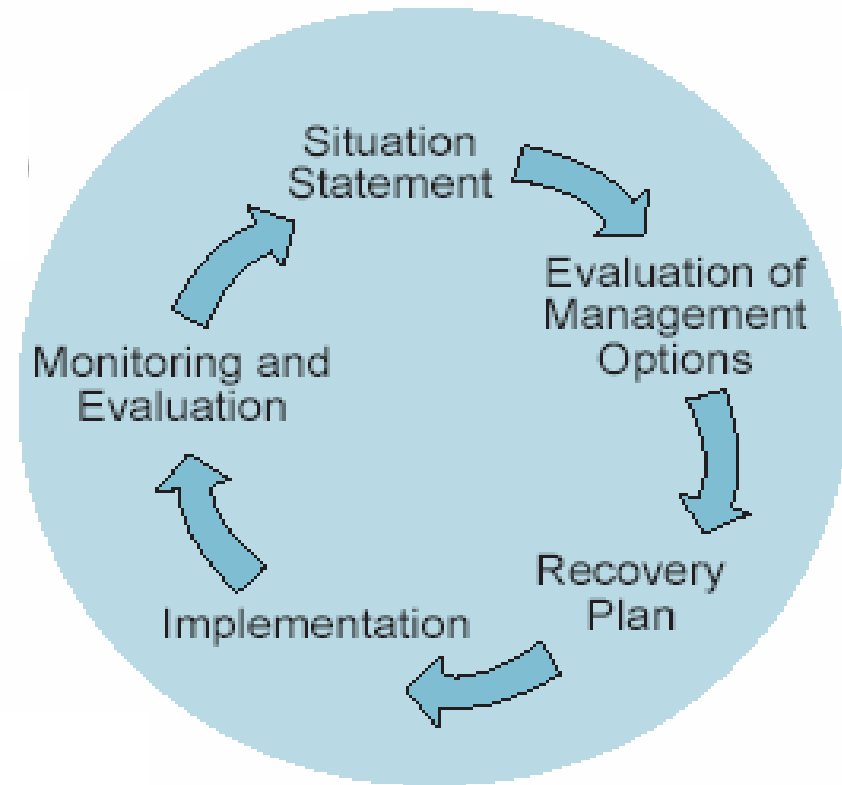 Situation
Statement
Evaluation of
Management
Options
Recovery
Plan
Implementation
Monitoring and
Evaluation